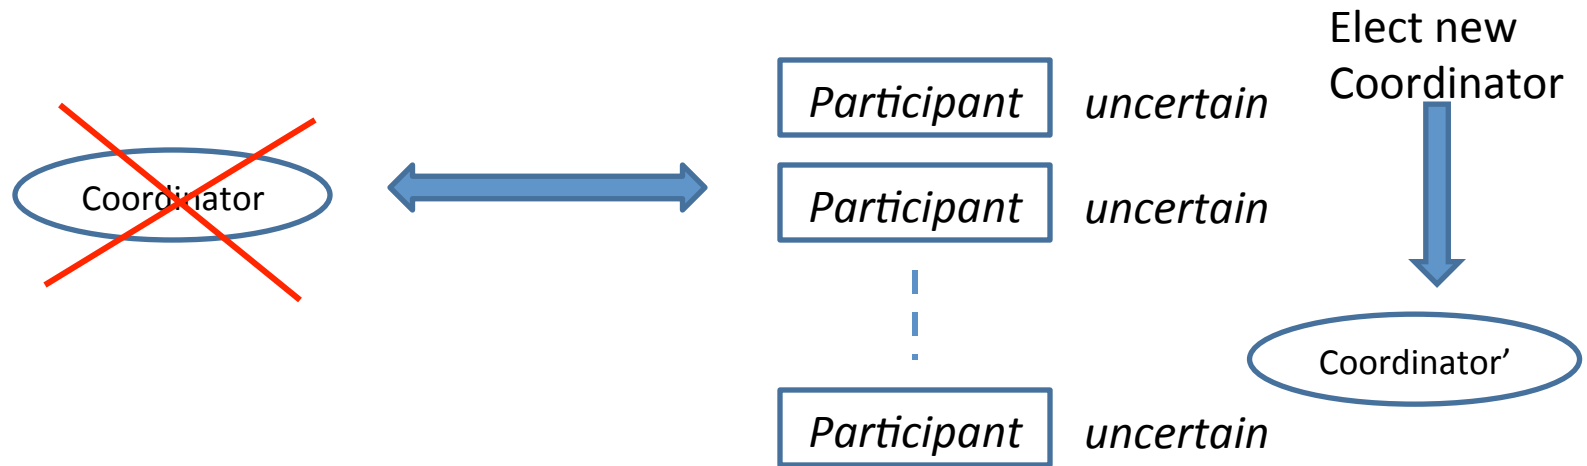 Elect new
Coordinator
Participant uncertain
Coordinator
Participant uncertain
Coordinator’
Participant uncertain